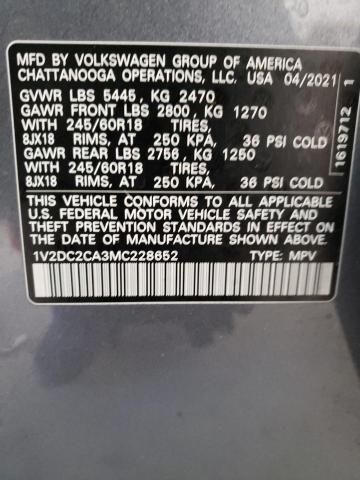 MFD BY VOLKSWAGEN GROUP OF AMERICA
CHATTANOOGA OPERATIONS, LLC. USA 04/2021
GVWR LBS 5445, KG 2470
GAWR FRONT LBS 2800, KG 1270
WITH 245/60R18 TIRES,
8JX18 RIMS, AT 250 KPA, 36 PSI COLD
GAWR REAR LBS 2756, KG 1250
WITH 245/60R18 TIRES,
8JX18 RIMS, AT 250 KPA, 36 PSI COLD
THIS VEHICLE CONFORMS TO ALL APPLICABLE
U.S. FEDERAL MOTOR VEHICLE SAFETY AND
THEFT PREVENTION STANDARDS IN EFFECT ON
THE DATE OF MANUFACTURE SHOWN ABOVE.
1V2DC2CA3MC228652 TYPE: MPV
1619712 1